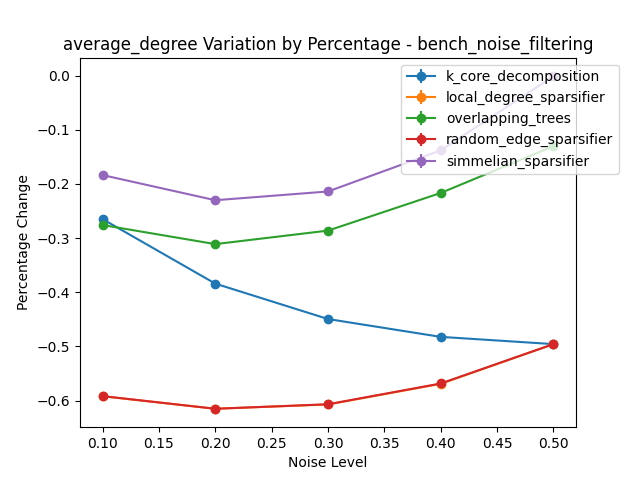 average_degree Variation by Percentage - bench_noise_filtering
k_core_decomposition
local_degree_sparsifier
overlapping_trees
random_edge_sparsifier
simmelian_sparsifier
Percentage Change
0.0
−0.1
−0.2
−0.3
−0.4
−0.5
−0.6
0.10 0.15 0.20 0.25 0.30 0.35 0.40 0.45 0.50
Noise Level